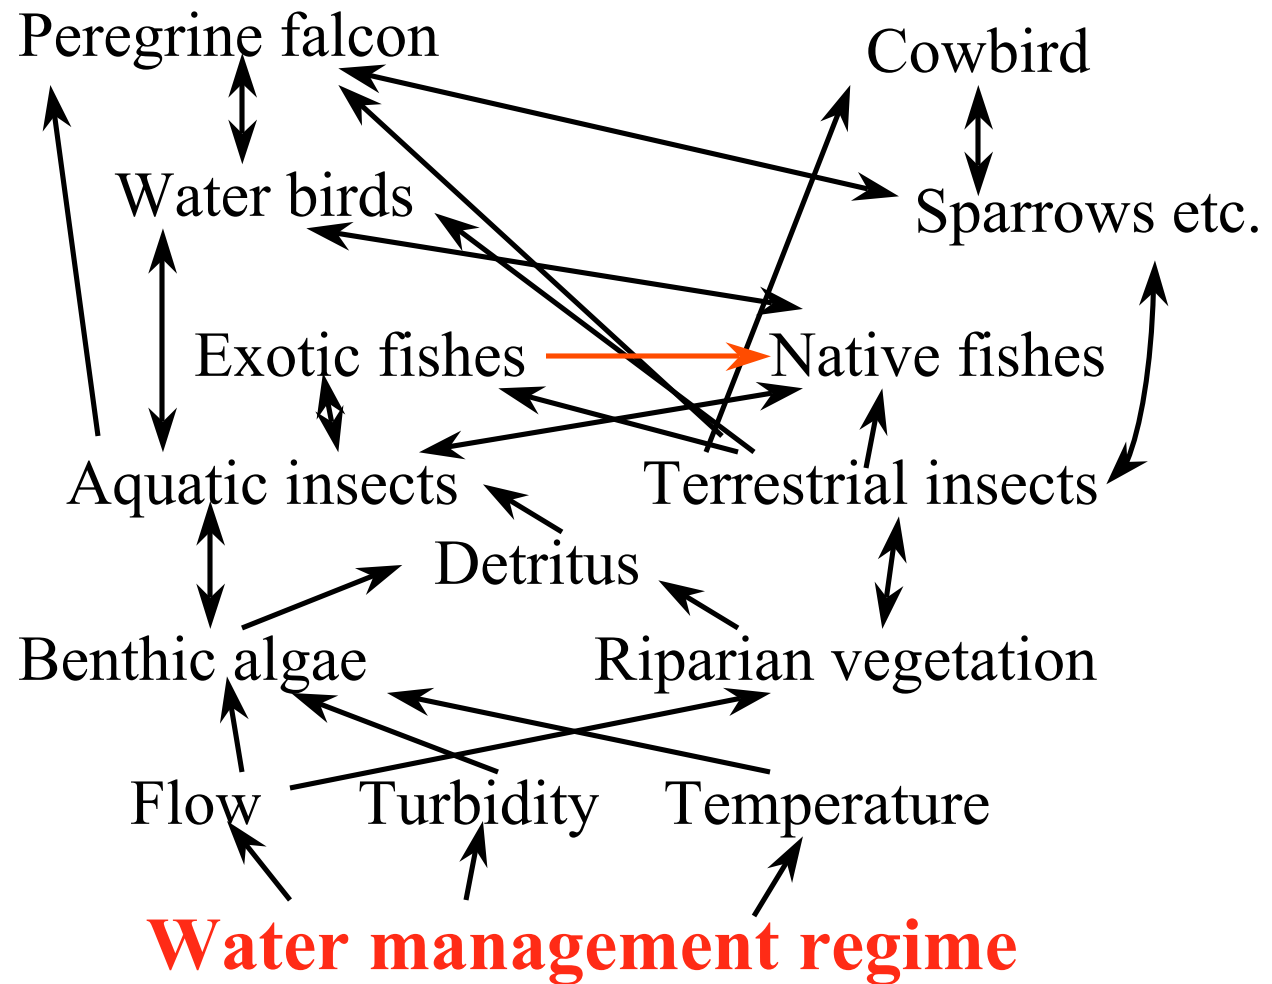 Peregrine falcon
Cowbird
Water birds
Sparrows etc.
Exotic fishes
Native fishes
Aquatic insects
Terrestrial insects
Detritus
Benthic algae
Riparian vegetation
Flow
Turbidity
Temperature
Water management regime